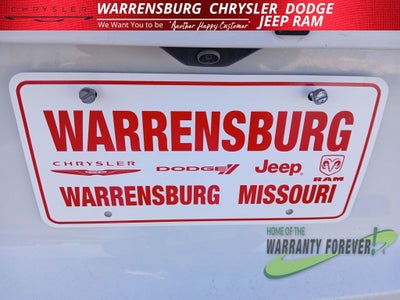 CHRYSLER
WARRENSBURG CHRYSLER DODGE
JEEP RAM
We Want You to be "Another Happy Customer"
WARRENSBURG
CHRYSLER DODGE Jeep RAM
WARRENSBURG MISSOURI
HOME OF THE
WARRANTY FOREVER!